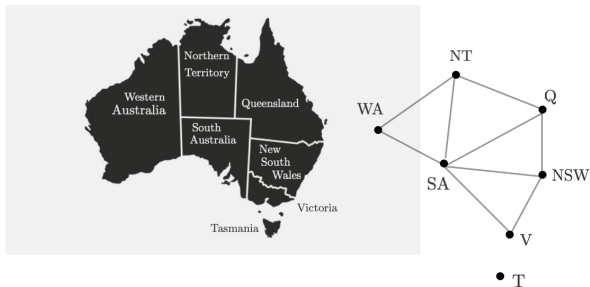 Northern
Territory
Western
Australia
Queensland
South
Australia
New
South
Wales
Victoria
Tasmania
NT
Q
WA
SA
NSW
V
T